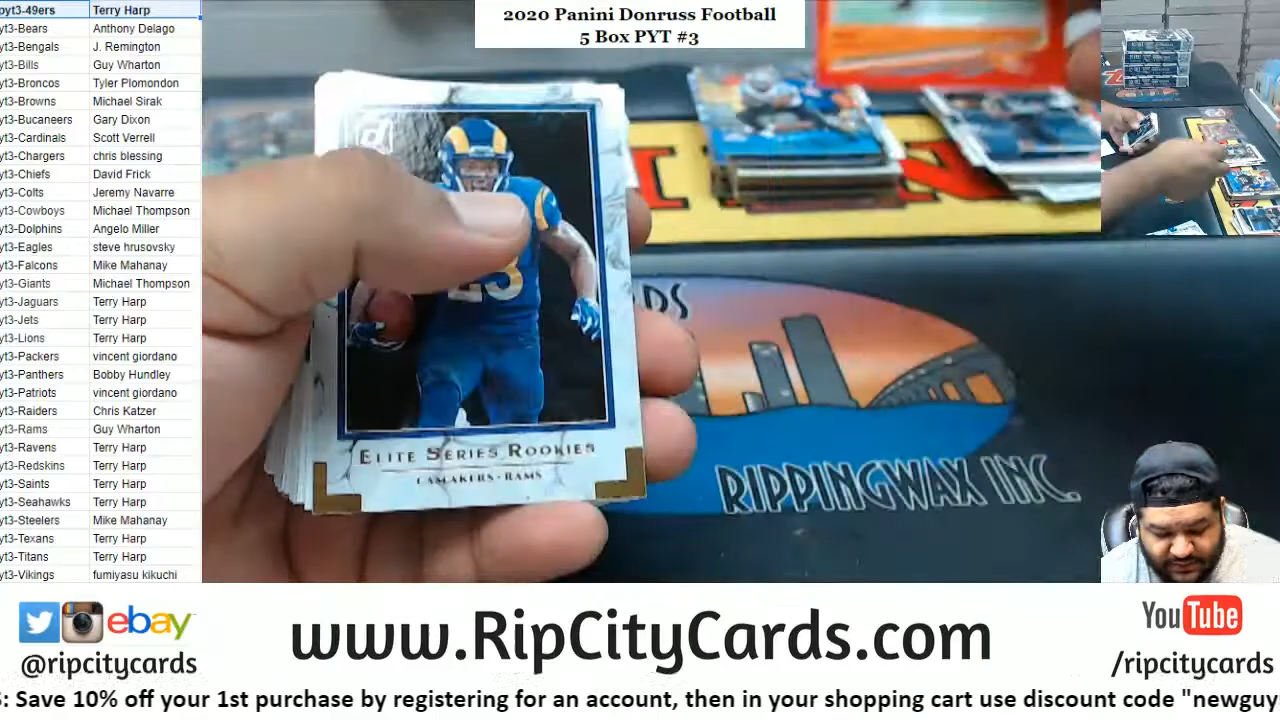 2020 Panini Donruss Football
5 Box PYT #3
pyt3-49ers Terry Harp
yt3-Bears Anthony Delago
yt3-Bengals J. Remington
yt3-Bills Guy Wharton
yt3-Broncos Tyler Plomondon
yt3-Browns Michael Sirak
yt3-Bucaneers Gary Dixon
yt3-Cardinals Scott Verrell
yt3-Chargers chris blessing
yt3-Chiefs David Frick
yt3-Colts Jeremy Navarre
yt3-Cowboys Michael Thompson
yt3-Dolphins Angelo Miller
yt3-Eagles steve hrusovsky
yt3-Falcons Mike Mahanay
yt3-Giants Michael Thompson
yt3-Jaguars Terry Harp
yt3-Jets Terry Harp
yt3-Lions Terry Harp
yt3-Packers vincent giordano
yt3-Panthers Bobby Hundley
yt3-Patriots vincent giordano
yt3-Raiders Chris Katzer
yt3-Rams Guy Wharton
yt3-Ravens Terry Harp
yt3-Redskins Terry Harp
yt3-Saints Terry Harp
yt3-Seahawks Terry Harp
yt3-Steelers Mike Mahanay
yt3-Texans Terry Harp
yt3-Titans Terry Harp
yt3-Vikings fumiyasu kikuchi
23
ELITE SERIES ROOKIES
CAM AKERS · RAMS
RDS
RIPPINGWAX INC.
ebay
@ripcitycards
www.RipCityCards.com
YouTube
/ripcitycards
: Save 10% off your 1st purchase by registering for an account, then in your shopping cart use discount code "newguy